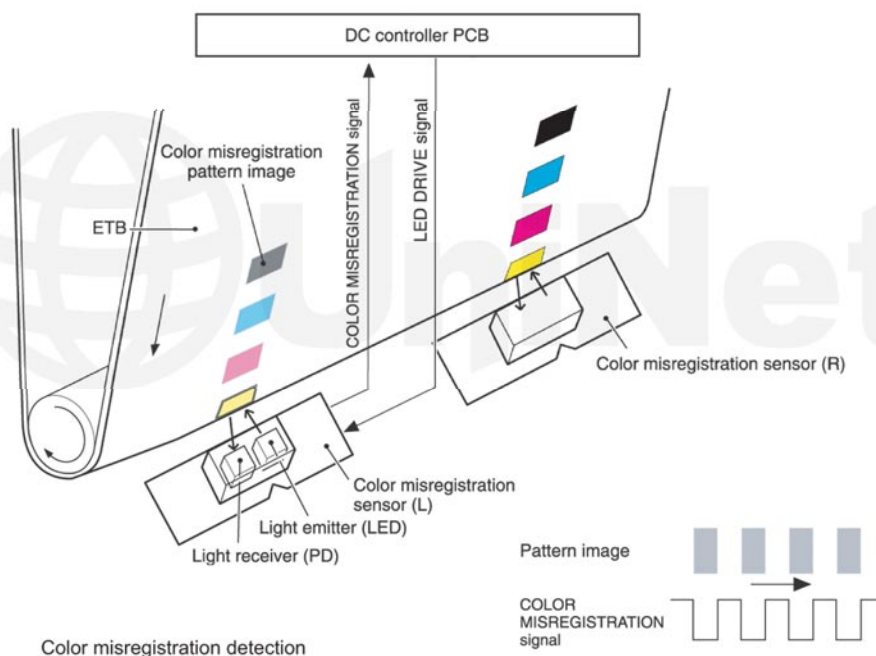 DC controller PCB
Color misregistration
pattern image
ETB
COLOR MISREGISTRATION signal
LED DRIVE signal
UniNet
Color misregistration sensor (R)
Color misregistration
sensor (L)
Light emitter (LED)
Light receiver (PD)
Pattern image
COLOR
MISREGISTRATION
signal
Color misregistration detection